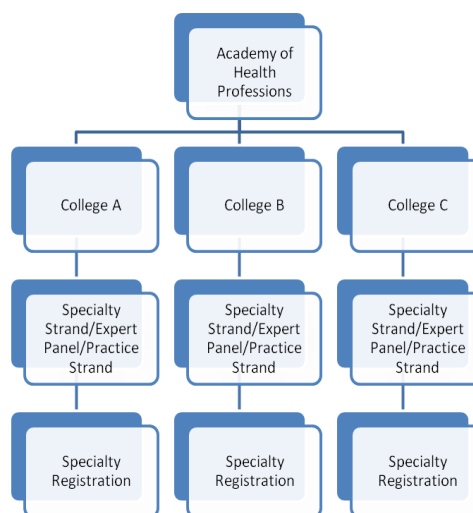 Academy of
Health
Professions
College A
College B
College C
Specialty
Strand/Expert
Panel/Practice
Strand
Specialty
Strand/Expert
Panel/Practice
Strand
Specialty
Strand/Expert
Panel/Practice
Strand
Specialty
Registration
Specialty
Registration
Specialty
Registration